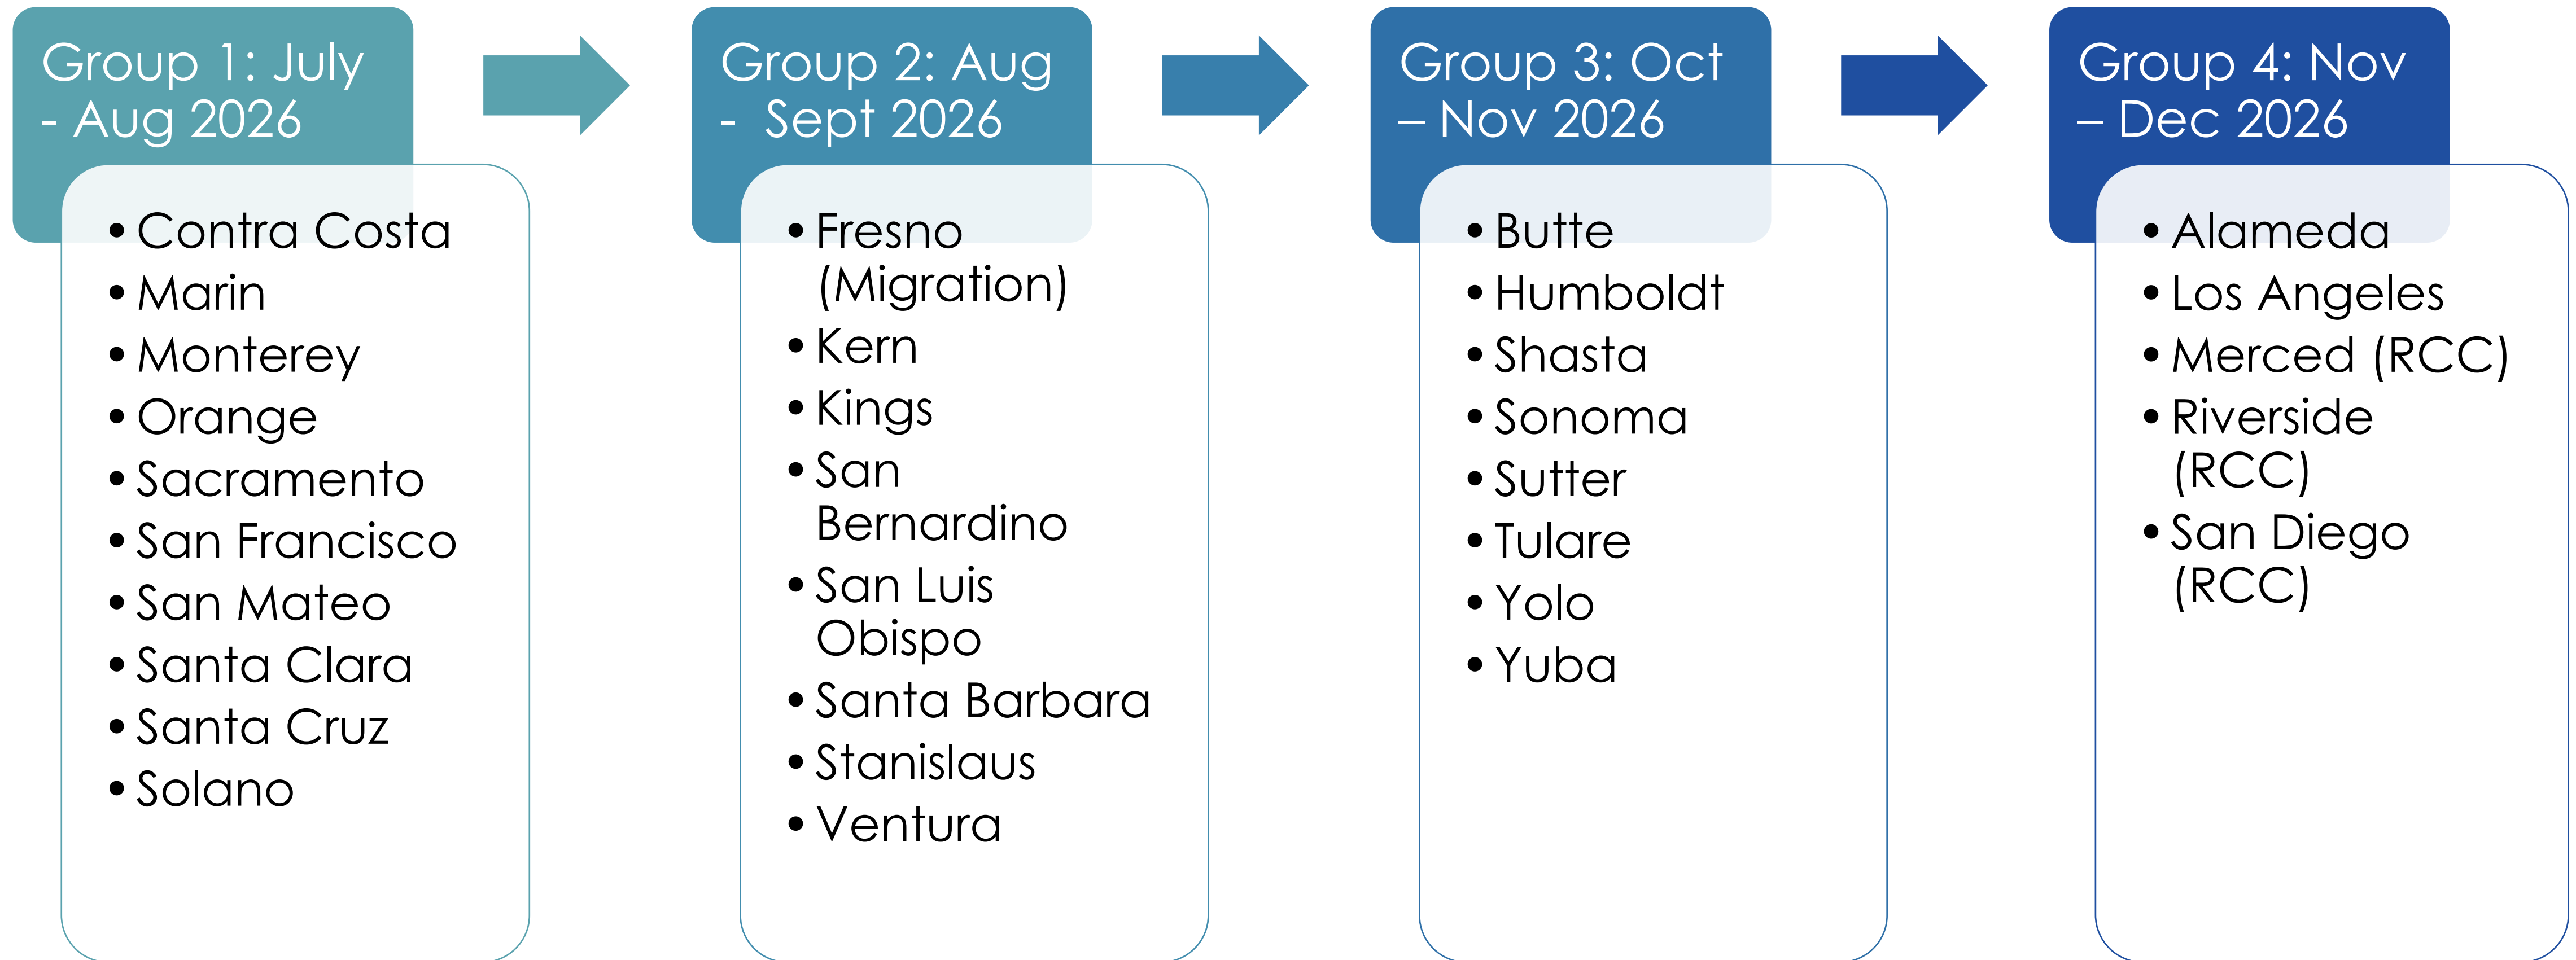 Group 1: July
- Aug 2026
• Contra Costa
• Marin
• Monterey
• Orange
• Sacramento
• San Francisco
• San Mateo
• Santa Clara
• Santa Cruz
• Solano
Group 2: Aug
-  Sept 2026
• Fresno
(Migration)
• Kern
• Kings
• San
Bernardino
• San Luis
Obispo
• Santa Barbara
• Stanislaus
• Ventura
Group 3: Oct
– Nov 2026
• Butte
• Humboldt
• Shasta
• Sonoma
• Sutter
• Tulare
• Yolo
• Yuba
Group 4: Nov
– Dec 2026
• Alameda
• Los Angeles
• Merced (RCC)
• Riverside
(RCC)
• San Diego
(RCC)